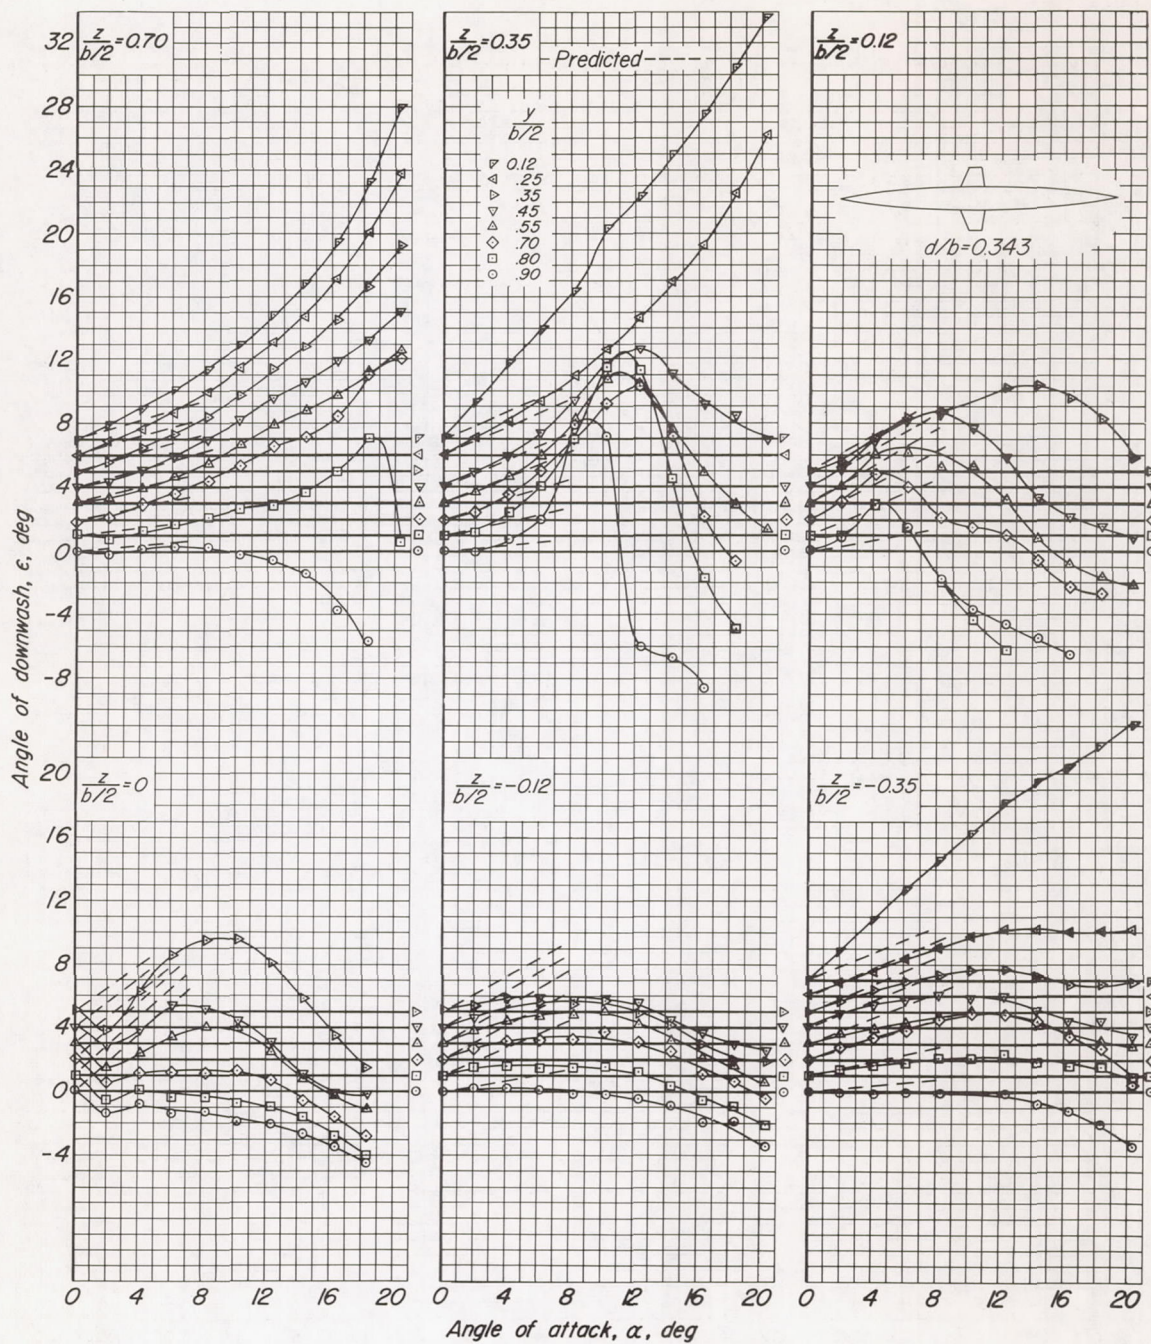 z/b/2 = 0.70
z/b/2 = 0.35
z/b/2 = 0.12
Predicted ----
y
b/2
0.12
.25
.35
.45
.55
.70
.80
.90
d/b=0.343
32
28
24
20
16
12
8
4
0
-4
-8
Angle of downwash, ε, deg
z/b/2 = 0
z/b/2 = -0.12
z/b/2 = -0.35
20
16
12
8
4
0
-4
0 4 8 12 16 20 0 4 8 12 16 20 0 4 8 12 16 20
Angle of attack, α, deg